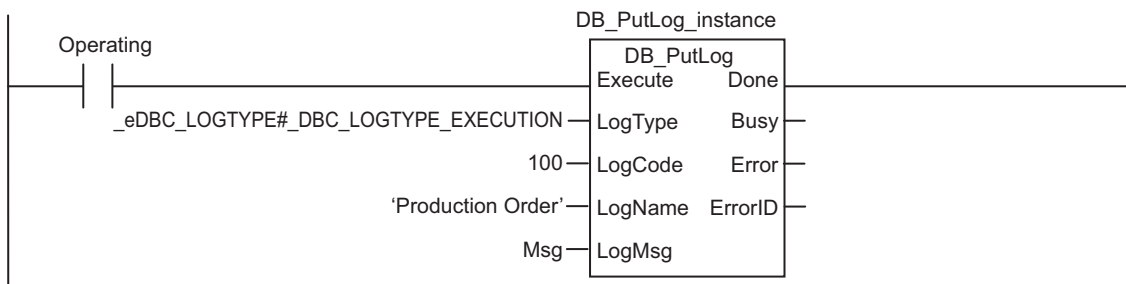 DB_PutLog_instance
Operating
DB_PutLog
Execute Done
_eDBC_LOGTYPE#_DBC_LOGTYPE_EXECUTION LogType Busy
100 LogCode Error
‘Production Order’ LogName ErrorID
Msg LogMsg